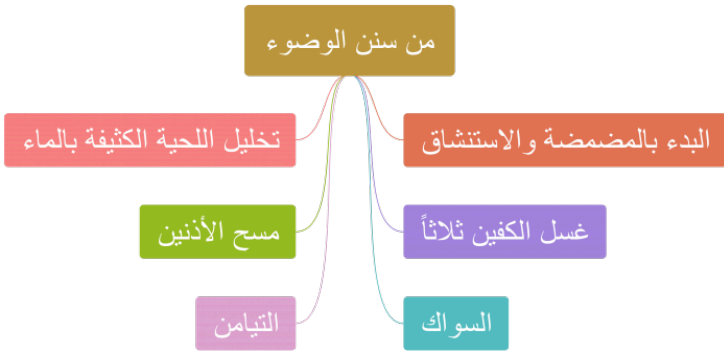 من سنن الوضوء
البدء بالمضمضة والاستنشاق
تخليل اللحية الكثيفة بالماء
غسل الكفين ثلاثاً
مسح الأذنين
السواك
التيامن